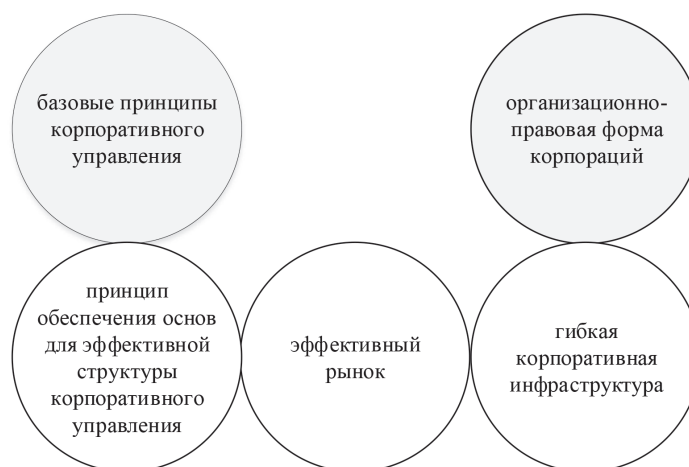 базовые принципы
корпоративного
управления
организационно-
правовая форма
корпораций
принцип
обеспечения основ
для эффективной
структуры
корпоративного
управления
эффективный
рынок
гибкая
корпоративная
инфраструктура